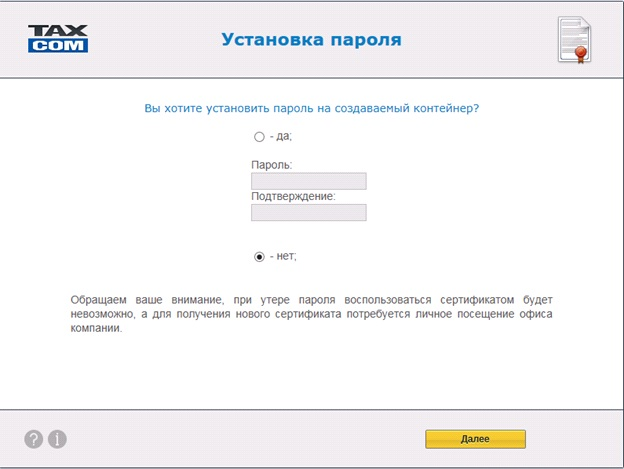 TAX
COM
Установка пароля
Вы хотите установить пароль на создаваемый контейнер?
- да;
Пароль:
Подтверждение:
- нет;
Обращаем ваше внимание, при утере пароля воспользоваться сертификатом будет
невозможно, а для получения нового сертификата потребуется личное посещение офиса
компании.
? i
Далее